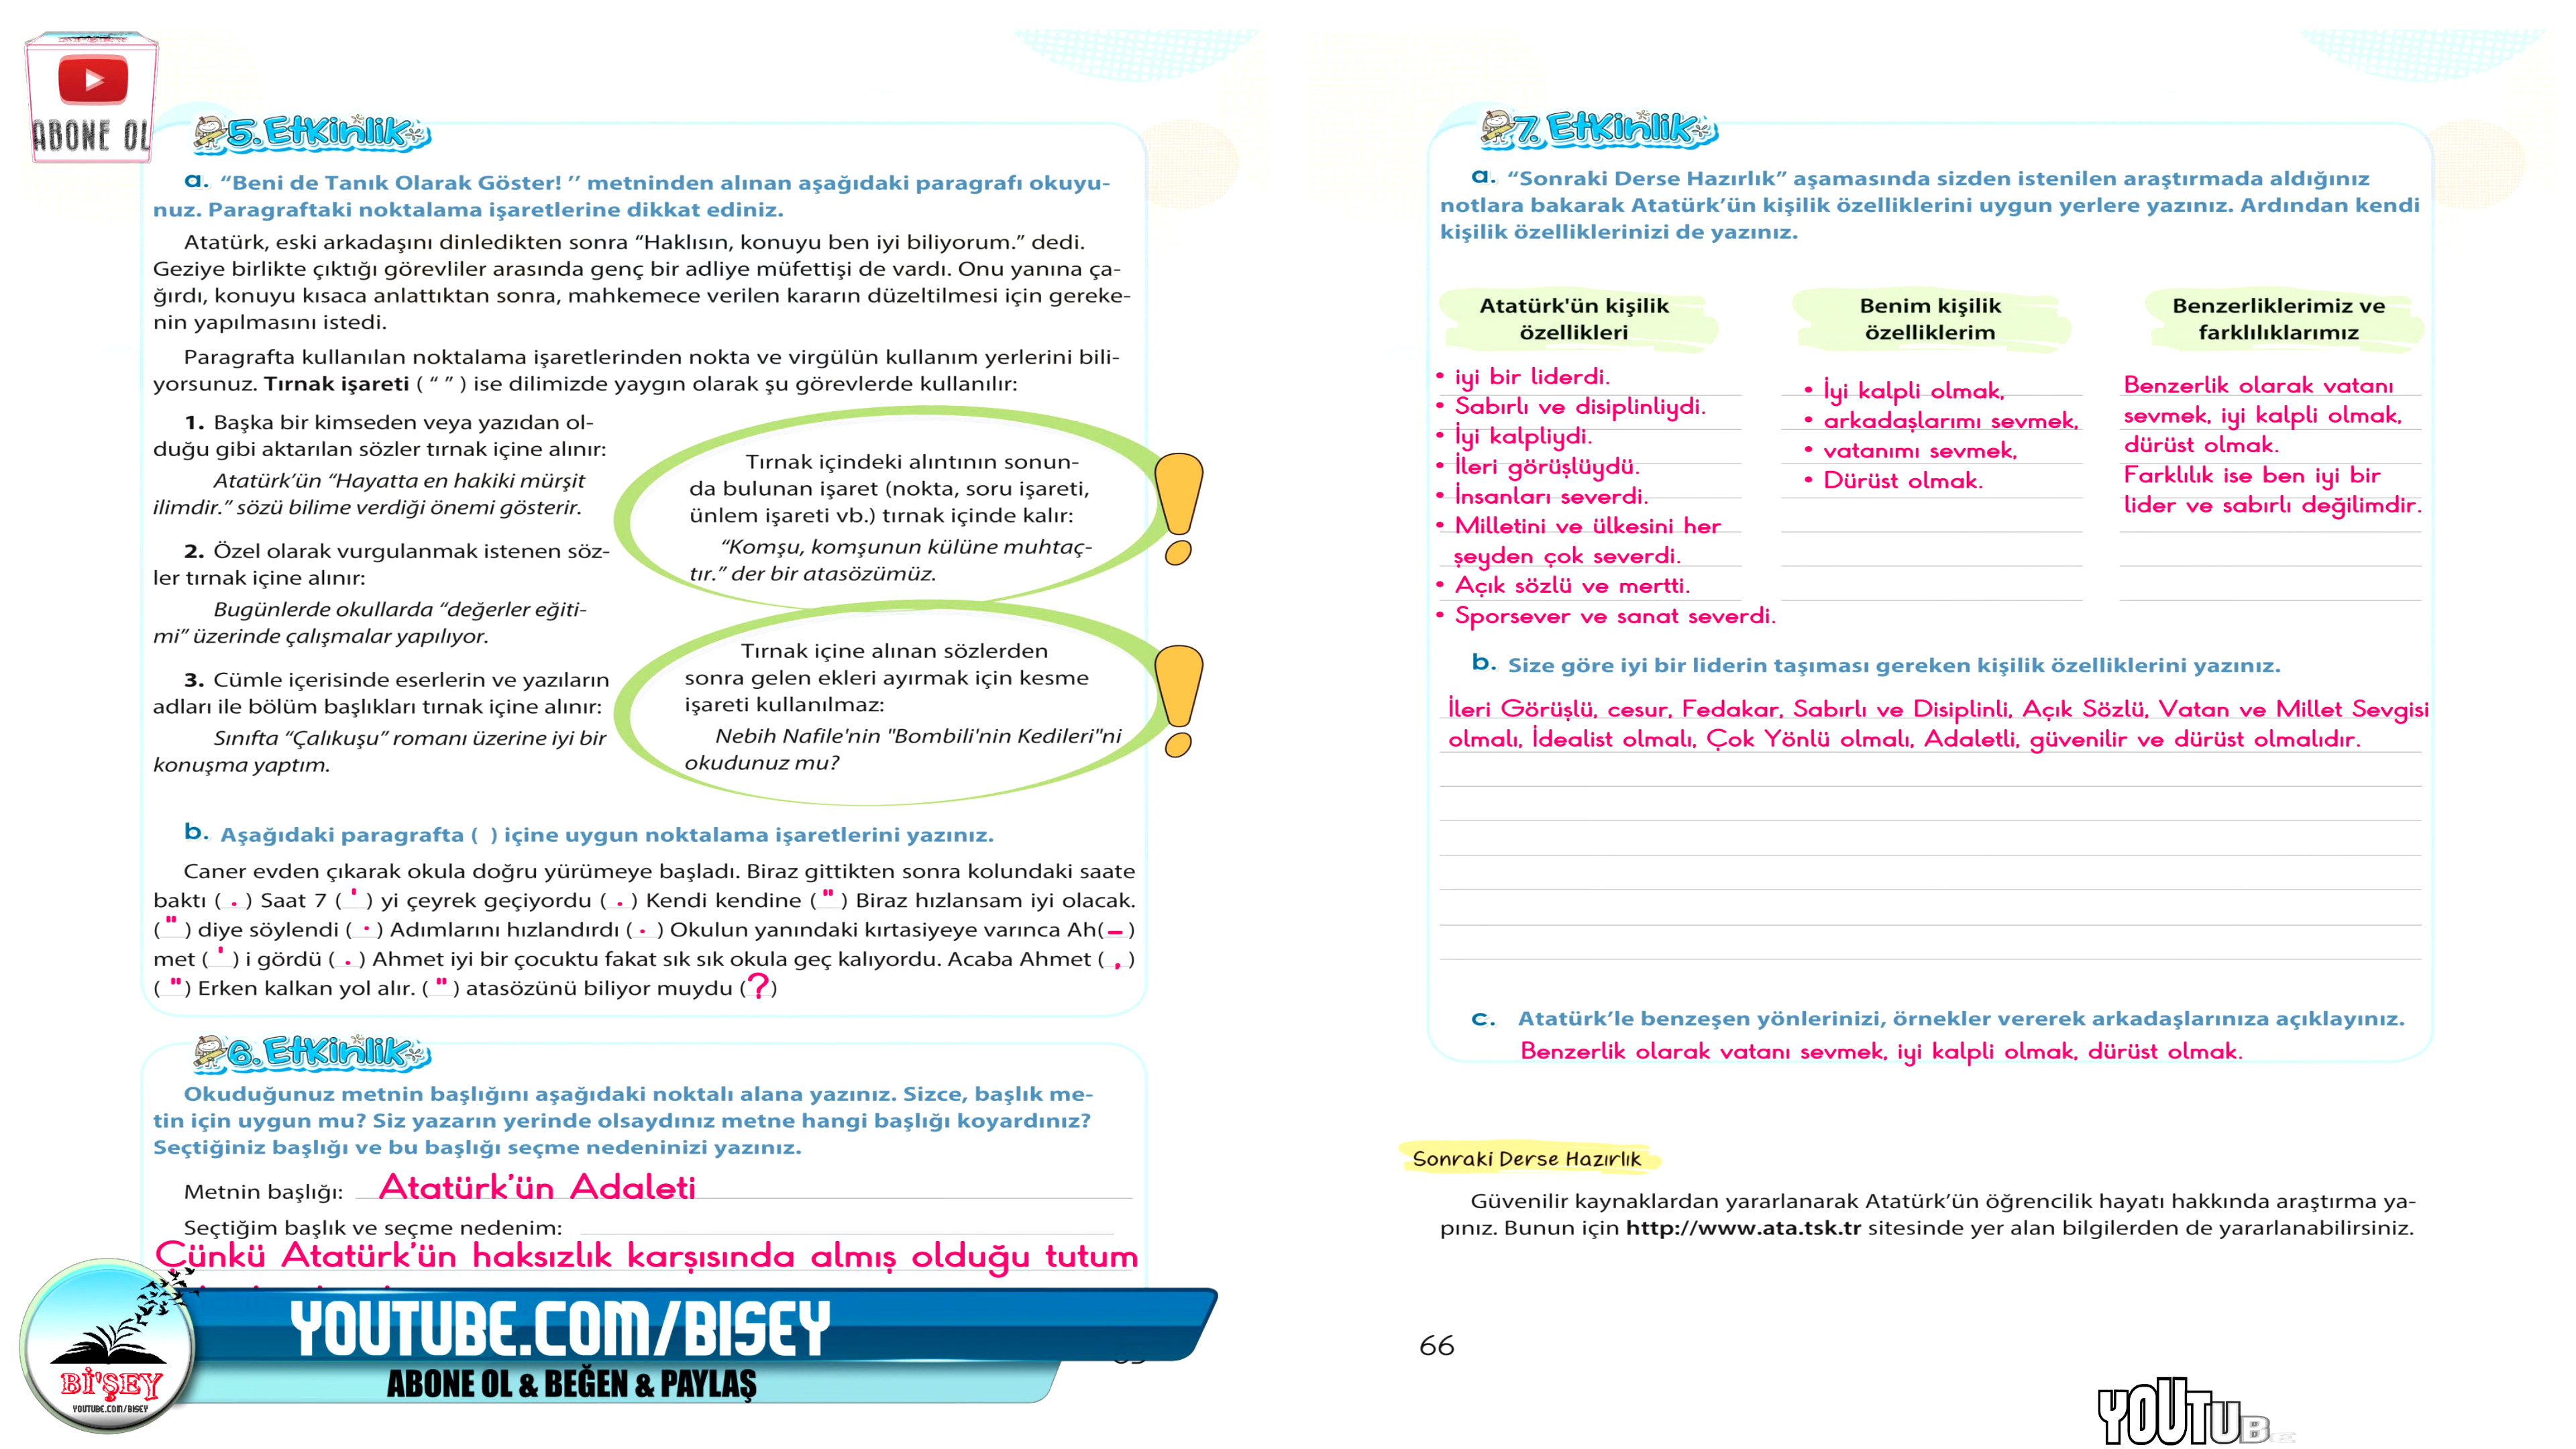 ABONE OL
5. Etkinlik
a. “Beni de Tanık Olarak Göster! ’’ metninden alınan aşağıdaki paragrafı okuyu-
nuz. Paragraftaki noktalama işaretlerine dikkat ediniz.
Atatürk, eski arkadaşını dinledikten sonra “Haklısın, konuyu ben iyi biliyorum.” dedi.
Geziye birlikte çıktığı görevliler arasında genç bir adliye müfettişi de vardı. Onu yanına ça-
ğırdı, konuyu kısaca anlattıktan sonra, mahkemece verilen kararın düzeltilmesi için gereke-
nin yapılmasını istedi.
Paragrafta kullanılan noktalama işaretlerinden nokta ve virgülün kullanım yerlerini bili-
yorsunuz. Tırnak işareti ( “ ” ) ise dilimizde yaygın olarak şu görevlerde kullanılır:
1. Başka bir kimseden veya yazıdan ol-
duğu gibi aktarılan sözler tırnak içine alınır:
Atatürk’ün “Hayatta en hakiki mürşit
ilimdir.” sözü bilime verdiği önemi gösterir.
2. Özel olarak vurgulanmak istenen söz-
ler tırnak içine alınır:
Bugünlerde okullarda “değerler eğiti-
mi” üzerinde çalışmalar yapılıyor.
3. Cümle içerisinde eserlerin ve yazıların
adları ile bölüm başlıkları tırnak içine alınır:
Sınıfta “Çalıkuşu” romanı üzerine iyi bir
konuşma yaptım.
Tırnak içindeki alıntının sonun-
da bulunan işaret (nokta, soru işareti,
ünlem işareti vb.) tırnak içinde kalır:
“Komşu, komşunun külüne muhtaç-
tır.” der bir atasözümüz.
Tırnak içine alınan sözlerden
sonra gelen ekleri ayırmak için kesme
işareti kullanılmaz:
Nebih Nafile'nin "Bombili'nin Kedileri"ni
okudunuz mu?
b. Aşağıdaki paragrafta ( ) içine uygun noktalama işaretlerini yazınız.
Caner evden çıkarak okula doğru yürümeye başladı. Biraz gittikten sonra kolundaki saate
baktı ( . ) Saat 7 ( ' ) yi çeyrek geçiyordu ( . ) Kendi kendine ( " ) Biraz hızlansam iyi olacak.
( " ) diye söylendi ( . ) Adımlarını hızlandırdı ( . ) Okulun yanındaki kırtasiyeye varınca Ah( – )
met ( ' ) i gördü ( . ) Ahmet iyi bir çocuktu fakat sık sık okula geç kalıyordu. Acaba Ahmet ( , )
( " ) Erken kalkan yol alır. ( " ) atasözünü biliyor muydu (?)
6. Etkinlik
Okuduğunuz metnin başlığını aşağıdaki noktalı alana yazınız. Sizce, başlık me-
tin için uygun mu? Siz yazarın yerinde olsaydınız metne hangi başlığı koyardınız?
Seçtiğiniz başlığı ve bu başlığı seçme nedeninizi yazınız.
Metnin başlığı: Atatürk’ün Adaleti
Seçtiğim başlık ve seçme nedenim:
Çünkü Atatürk’ün haksızlık karşısında almış olduğu tutum
YOUTUBE.COM/BISEY
ABONE OL & BEĞEN & PAYLAŞ
Bİ'ŞEY
YOUTUBE.COM/BISEY
7. Etkinlik
a. “Sonraki Derse Hazırlık” aşamasında sizden istenilen araştırmada aldığınız
notlara bakarak Atatürk’ün kişilik özelliklerini uygun yerlere yazınız. Ardından kendi
kişilik özelliklerinizi de yazınız.
Atatürk'ün kişilik
özellikleri
• iyi bir liderdi.
• Sabırlı ve disiplinliydi.
• İyi kalpliydi.
• İleri görüşlüydü.
• İnsanları severdi.
• Milletini ve ülkesini her
şeyden çok severdi.
• Açık sözlü ve mertti.
• Sporsever ve sanat severdi.
Benim kişilik
özelliklerim
• İyi kalpli olmak,
• arkadaşlarımı sevmek,
• vatanımı sevmek,
• Dürüst olmak.
Benzerliklerimiz ve
farklılıklarımız
Benzerlik olarak vatanı
sevmek, iyi kalpli olmak,
dürüst olmak.
Farklılık ise ben iyi bir
lider ve sabırlı değilimdir.
b. Size göre iyi bir liderin taşıması gereken kişilik özelliklerini yazınız.
İleri Görüşlü, cesur, Fedakar, Sabırlı ve Disiplinli, Açık Sözlü, Vatan ve Millet Sevgisi
olmalı, İdealist olmalı, Çok Yönlü olmalı, Adaletli, güvenilir ve dürüst olmalıdır.
c. Atatürk’le benzeşen yönlerinizi, örnekler vererek arkadaşlarınıza açıklayınız.
Benzerlik olarak vatanı sevmek, iyi kalpli olmak, dürüst olmak.
Sonraki Derse Hazırlık
Güvenilir kaynaklardan yararlanarak Atatürk’ün öğrencilik hayatı hakkında araştırma ya-
pınız. Bunun için http://www.ata.tsk.tr sitesinde yer alan bilgilerden de yararlanabilirsiniz.
66
YOUTUBE